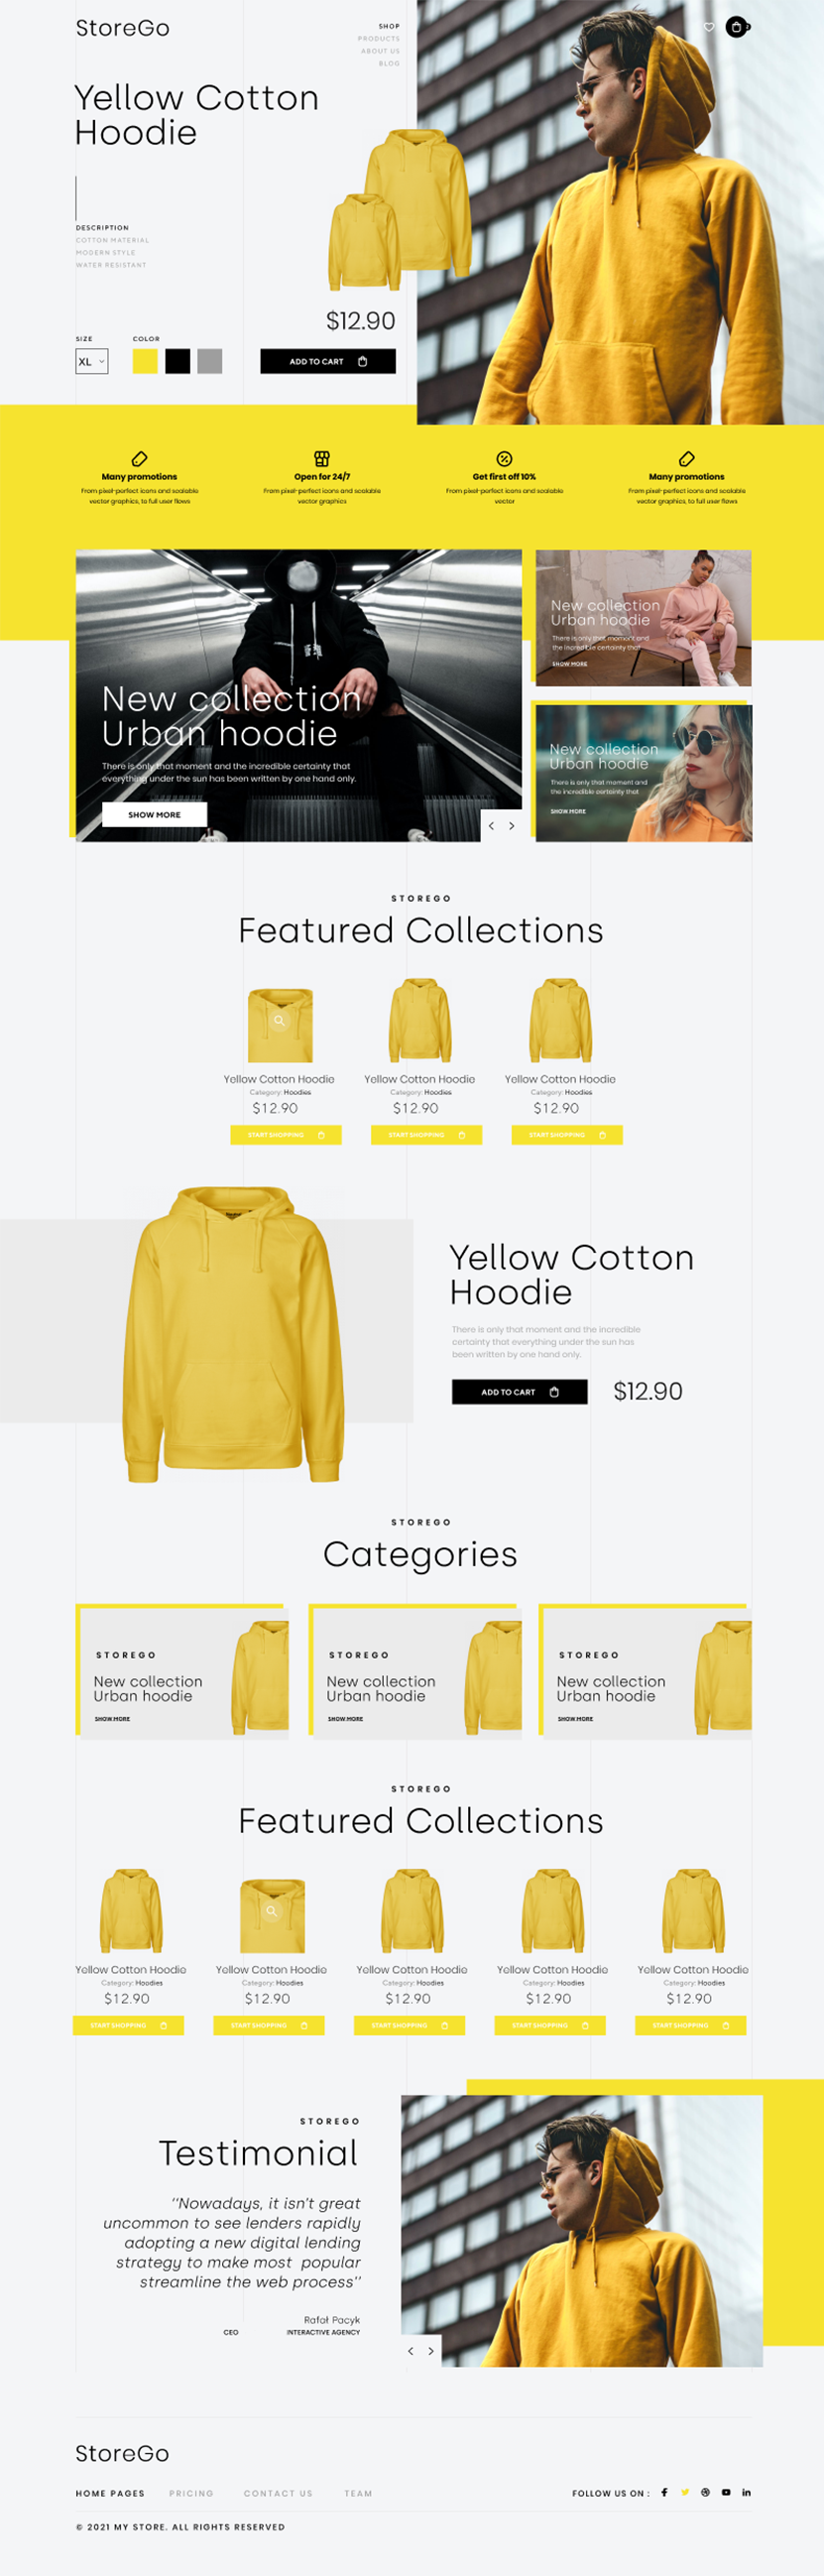 StoreGo
SHOP
PRODUCTS
ABOUT US
BLOG
Yellow Cotton
Hoodie
DESCRIPTION
COTTON MATERIAL
MODERN STYLE
WATER RESISTANT
$12.90
SIZE
COLOR
XL
ADD TO CART
Many promotions
From pixel-perfect icons and scalable
vector graphics, to full user flows
Open for 24/7
From pixel-perfect icons and scalable
vector graphics
Get first off 10%
From pixel-perfect icons and scalable
vector
Many promotions
From pixel-perfect icons and scalable
vector graphics, to full user flows
New collection
Urban hoodie
There is only that moment and the incredible certainty that
everything under the sun has been written by one hand only.
SHOW MORE
New collection
Urban hoodie
There is only that moment and
the incredible certainty that
SHOW MORE
New collection
Urban hoodie
There is only that moment and
the incredible certainty that
SHOW MORE
STOREGO
Featured Collections
Yellow Cotton Hoodie
Category: Hoodies
$12.90
START SHOPPING
Yellow Cotton Hoodie
Category: Hoodies
$12.90
START SHOPPING
Yellow Cotton Hoodie
Category: Hoodies
$12.90
START SHOPPING
Yellow Cotton
Hoodie
There is only that moment and the incredible
certainty that everything under the sun has
been written by one hand only.
ADD TO CART
$12.90
STOREGO
Categories
STOREGO
New collection
Urban hoodie
SHOW MORE
STOREGO
New collection
Urban hoodie
SHOW MORE
STOREGO
New collection
Urban hoodie
SHOW MORE
STOREGO
Featured Collections
Yellow Cotton Hoodie
Category: Hoodies
$12.90
START SHOPPING
Yellow Cotton Hoodie
Category: Hoodies
$12.90
START SHOPPING
Yellow Cotton Hoodie
Category: Hoodies
$12.90
START SHOPPING
Yellow Cotton Hoodie
Category: Hoodies
$12.90
START SHOPPING
Yellow Cotton Hoodie
Category: Hoodies
$12.90
START SHOPPING
STOREGO
Testimonial
''Nowadays, it isn't great
uncommon to see lenders rapidly
adopting a new digital lending
strategy to make most popular
streamline the web process''
Rafał Pacyk
CEO INTERACTIVE AGENCY
StoreGo
HOME PAGES PRICING CONTACT US TEAM
FOLLOW US ON :
© 2021 MY STORE. ALL RIGHTS RESERVED